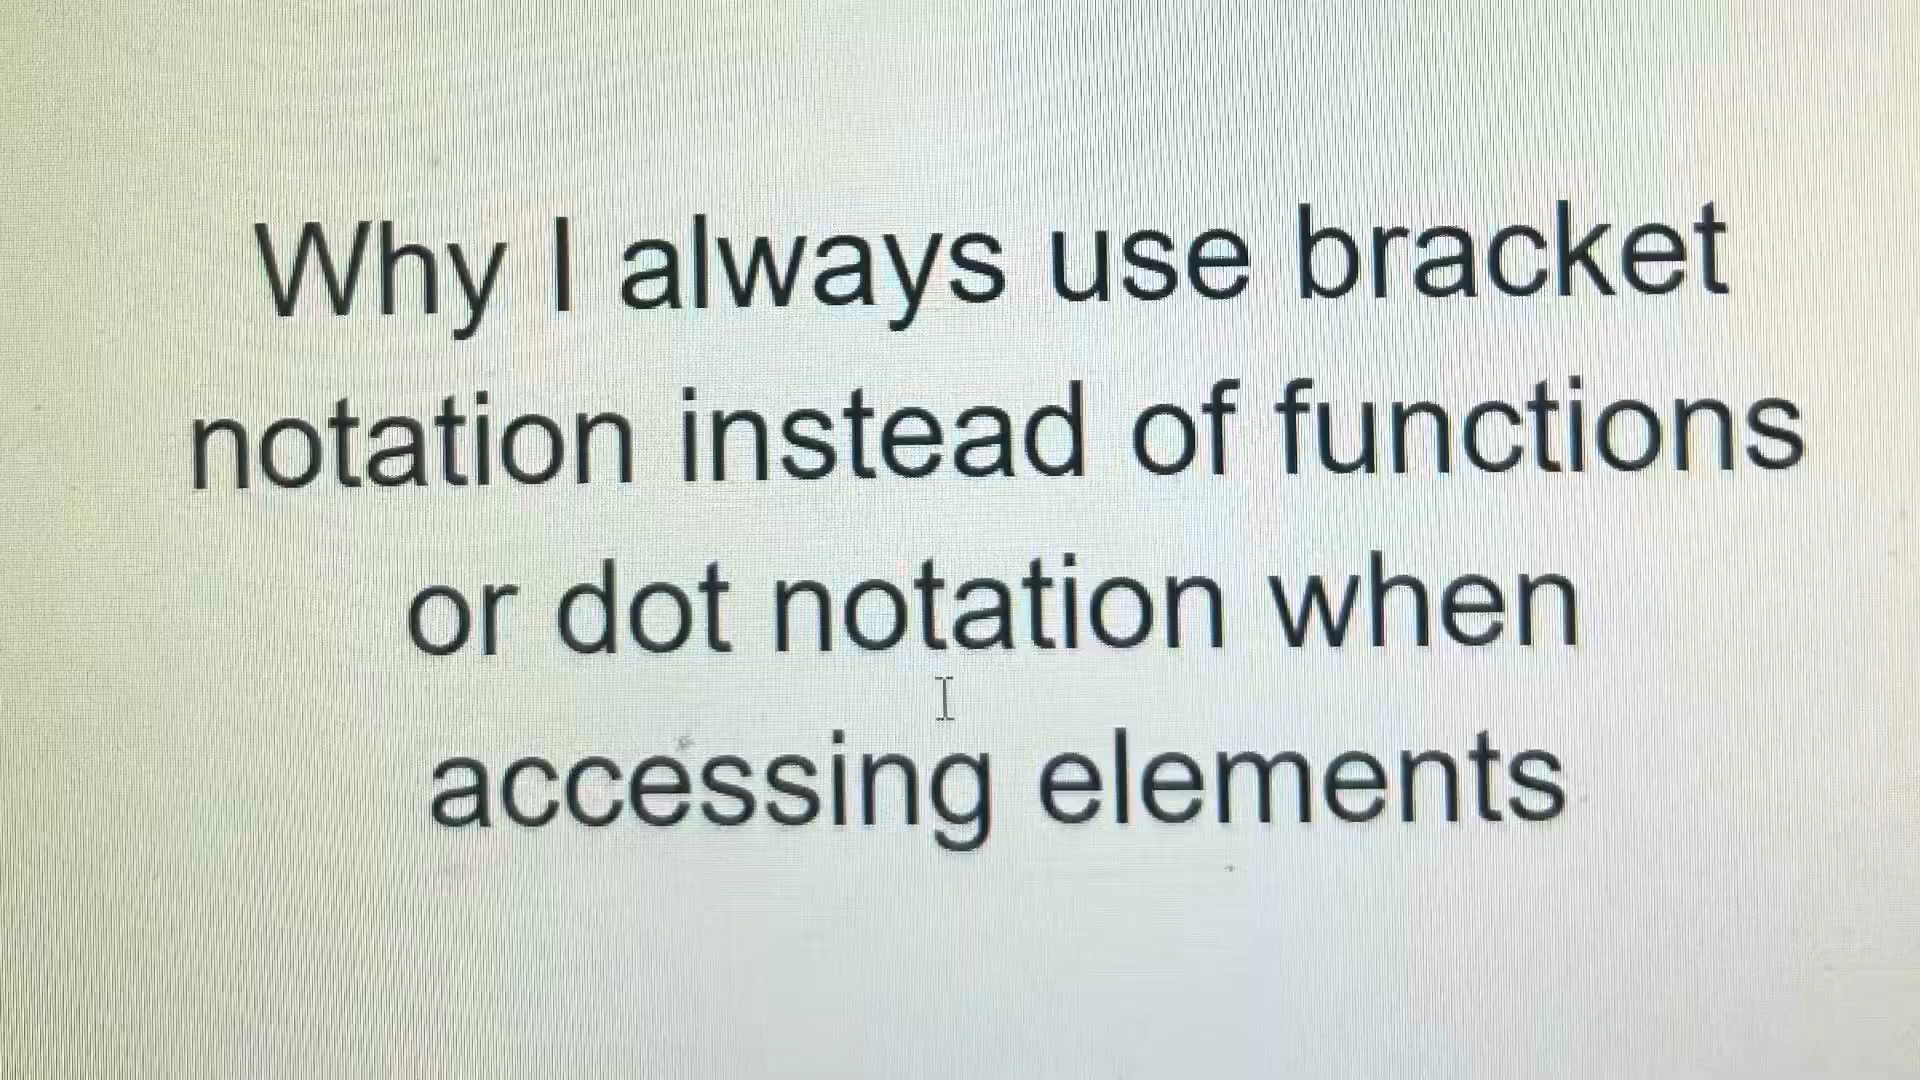 Why I always use bracket
notation instead of functions
or dot notation when
accessing elements